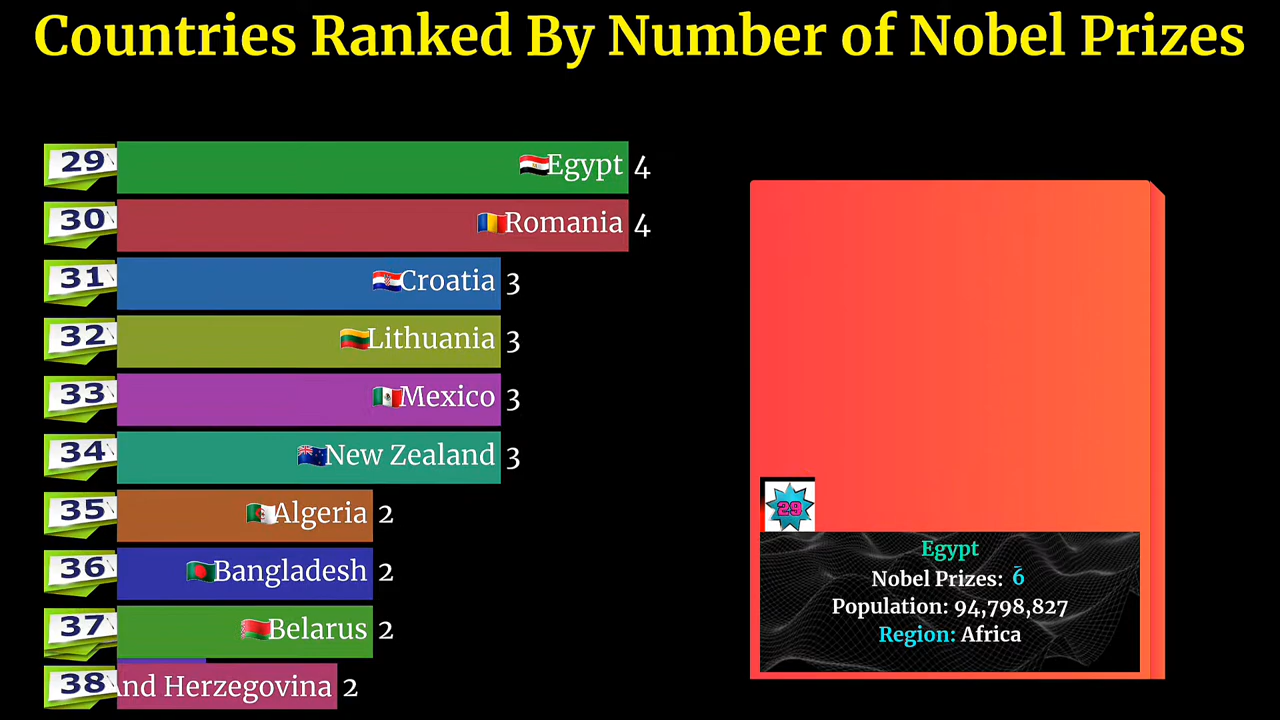 Countries Ranked By Number of Nobel Prizes
29 Egypt 4
30 Romania 4
31 Croatia 3
32 Lithuania 3
33 Mexico 3
34 New Zealand 3
35 Algeria 2
36 Bangladesh 2
37 Belarus 2
38 nd Herzegovina 2
29
Egypt
Nobel Prizes: 6
Population: 94,798,827
Region: Africa